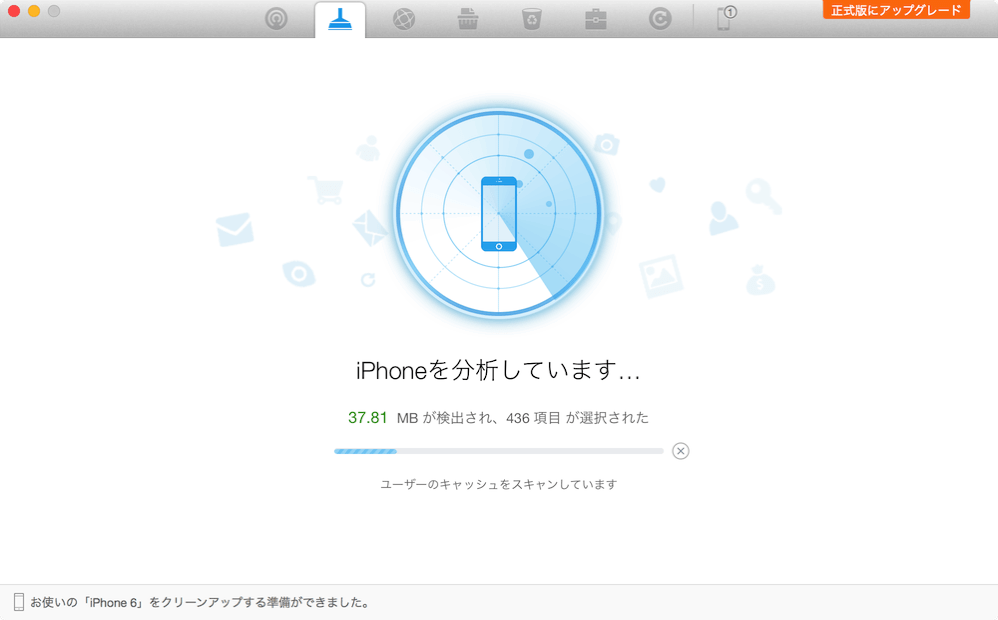 ①
正式版にアップグレード
iPhoneを分析しています...
37.81 MB が検出され、436 項目 が選択された
ユーザーのキャッシュをスキャンしています
お使いの「iPhone 6」をクリーンアップする準備ができました。